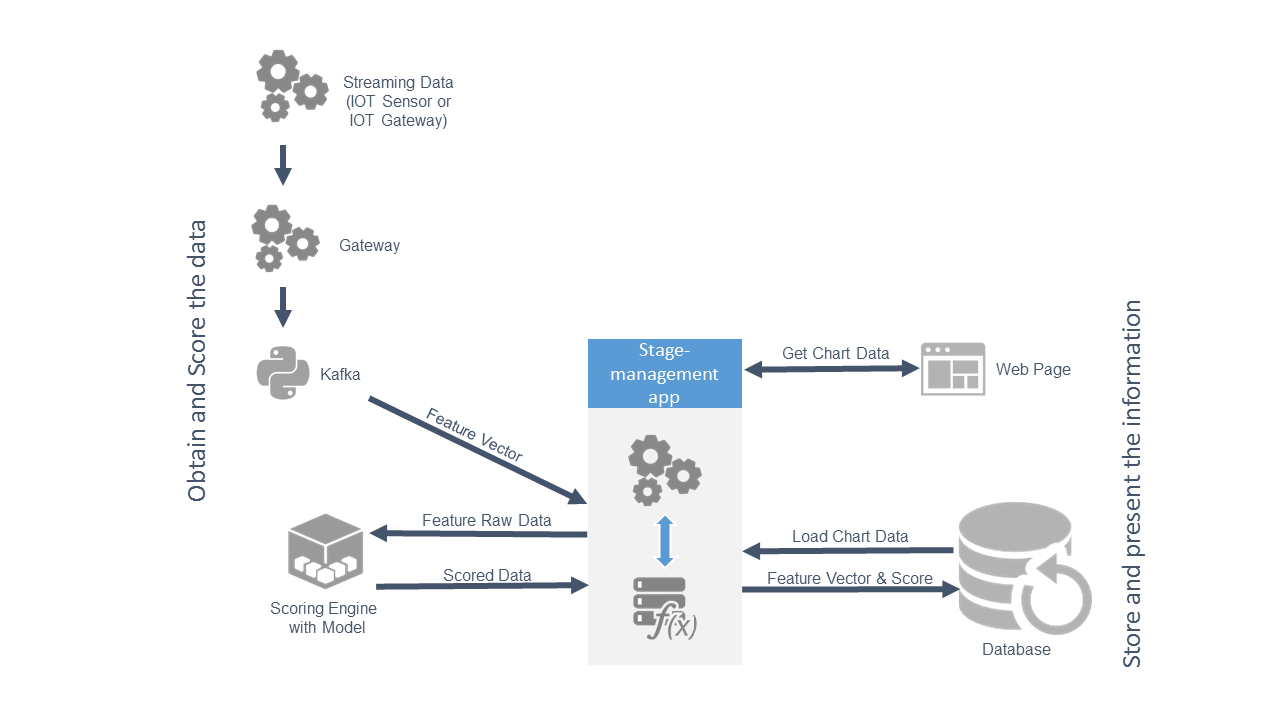 Streaming Data
(IOT Sensor or
IOT Gateway)
Obtain and Score the data
Gateway
Kafka
Feature Vector
Stage-
management
app
Get Chart Data
Web Page
Store and present the information
Feature Raw Data
Scored Data
Scoring Engine
with Model
f(x)
Load Chart Data
Feature Vector & Score
Database